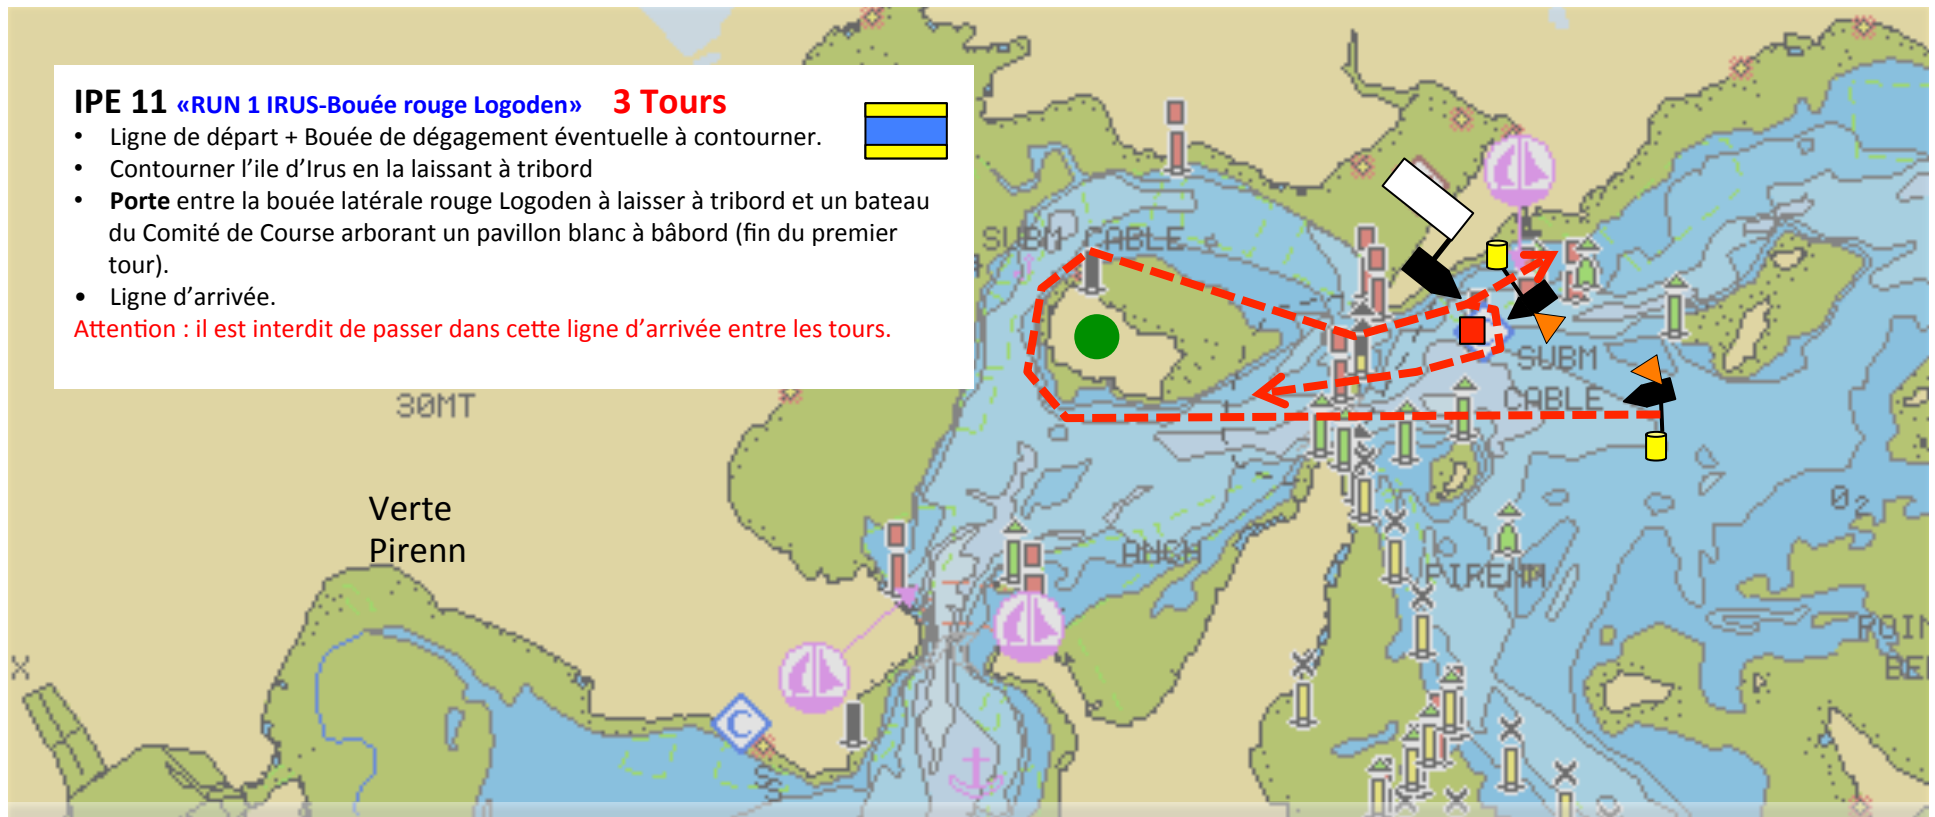 IPE 11 «RUN 1 IRUS-Bouée rouge Logoden» 3 Tours
• Ligne de départ + Bouée de dégagement éventuelle à contourner.
• Contourner l’ile d’Irus en la laissant à tribord
• Porte entre la bouée latérale rouge Logoden à laisser à tribord et un bateau
du Comité de Course arborant un pavillon blanc à bâbord (fin du premier
tour).
• Ligne d’arrivée.
Attention : il est interdit de passer dans cette ligne d’arrivée entre les tours.
SUBM CABLE
SUBM
CABLE
30MT
Verte
Pirenn
ANCH
PIRENN
0₂
C
S